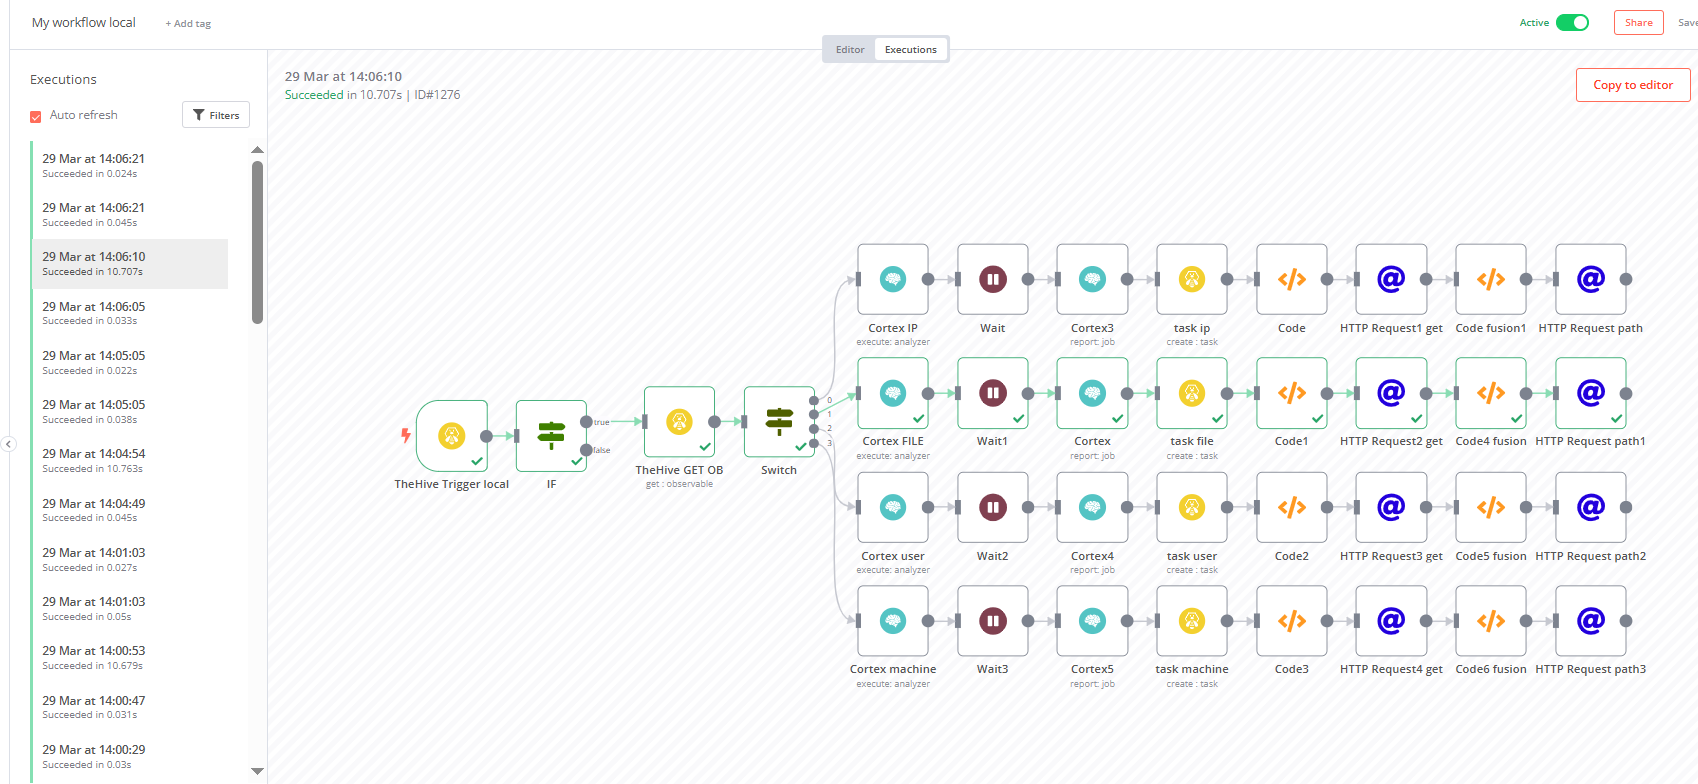 My workflow local
+ Add tag
Active
Share
Save
Editor
Executions
Executions
Auto refresh
Filters
29 Mar at 14:06:21
Succeeded in 0.024s
29 Mar at 14:06:21
Succeeded in 0.045s
29 Mar at 14:06:10
Succeeded in 10.707s
29 Mar at 14:06:05
Succeeded in 0.033s
29 Mar at 14:05:05
Succeeded in 0.022s
29 Mar at 14:05:05
Succeeded in 0.038s
29 Mar at 14:04:54
Succeeded in 10.763s
29 Mar at 14:04:49
Succeeded in 0.045s
29 Mar at 14:01:03
Succeeded in 0.027s
29 Mar at 14:01:03
Succeeded in 0.05s
29 Mar at 14:00:53
Succeeded in 10.679s
29 Mar at 14:00:47
Succeeded in 0.031s
29 Mar at 14:00:29
Succeeded in 0.03s
29 Mar at 14:06:10
Succeeded in 10.707s | ID#1276
Copy to editor
TheHive Trigger local
IF
true
false
TheHive GET OB
get : observable
Switch
0
1
2
3
Cortex IP
execute: analyzer
Wait
Cortex3
report: job
task ip
create : task
Code
HTTP Request1 get
Code fusion1
HTTP Request path
Cortex FILE
execute: analyzer
Wait1
Cortex
report: job
task file
create : task
Code1
HTTP Request2 get
Code4 fusion
HTTP Request path1
Cortex user
execute: analyzer
Wait2
Cortex4
report: job
task user
create : task
Code2
HTTP Request3 get
Code5 fusion
HTTP Request path2
Cortex machine
execute: analyzer
Wait3
Cortex5
report: job
task machine
create : task
Code3
HTTP Request4 get
Code6 fusion
HTTP Request path3